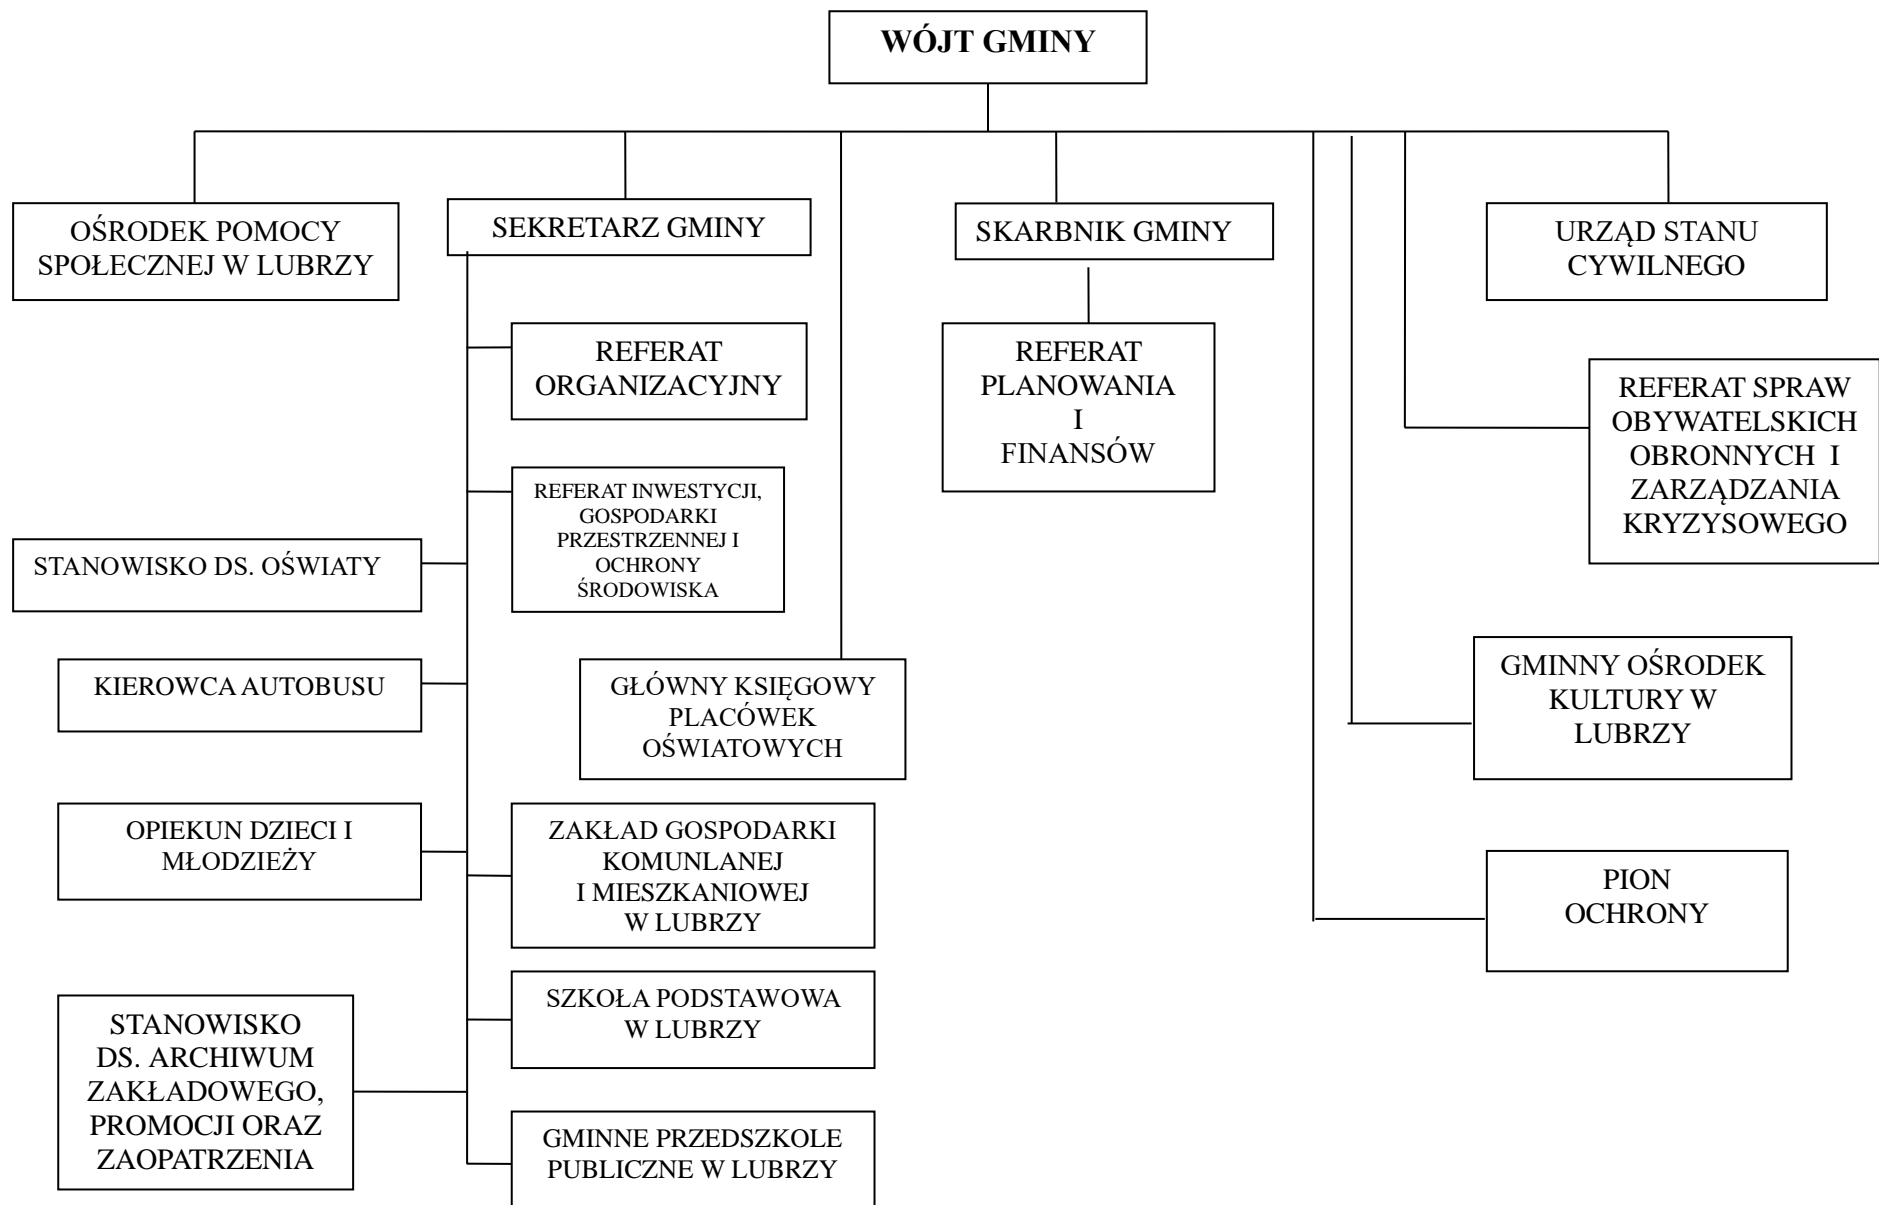 WÓJT GMINY
OŚRODEK POMOCY
SPOŁECZNEJ W LUBRZY
SEKRETARZ GMINY
SKARBNIK GMINY
URZĄD STANU
CYWILNEGO
REFERAT
ORGANIZACYJNY
REFERAT
PLANOWANIA
I
FINANSÓW
REFERAT SPRAW
OBYWATELSKICH
OBRONNYCH I
ZARZĄDZANIA
KRYZYSOWEGO
REFERAT INWESTYCJI,
GOSPODARKI
PRZESTRZENNEJ I
OCHRONY
ŚRODOWISKA
STANOWISKO DS. OŚWIATY
KIEROWCA AUTOBUSU
GŁÓWNY KSIĘGOWY
PLACÓWEK
OŚWIATOWYCH
GMINNY OŚRODEK
KULTURY W
LUBRZY
OPIEKUN DZIECI I
MŁODZIEŻY
ZAKŁAD GOSPODARKI
KOMUNLANEJ
I MIESZKANIOWEJ
W LUBRZY
PION
OCHRONY
SZKOŁA PODSTAWOWA
W LUBRZY
STANOWISKO
DS. ARCHIWUM
ZAKŁADOWEGO,
PROMOCJI ORAZ
ZAOPATRZENIA
GMINNE PRZEDSZKOLE
PUBLICZNE W LUBRZY